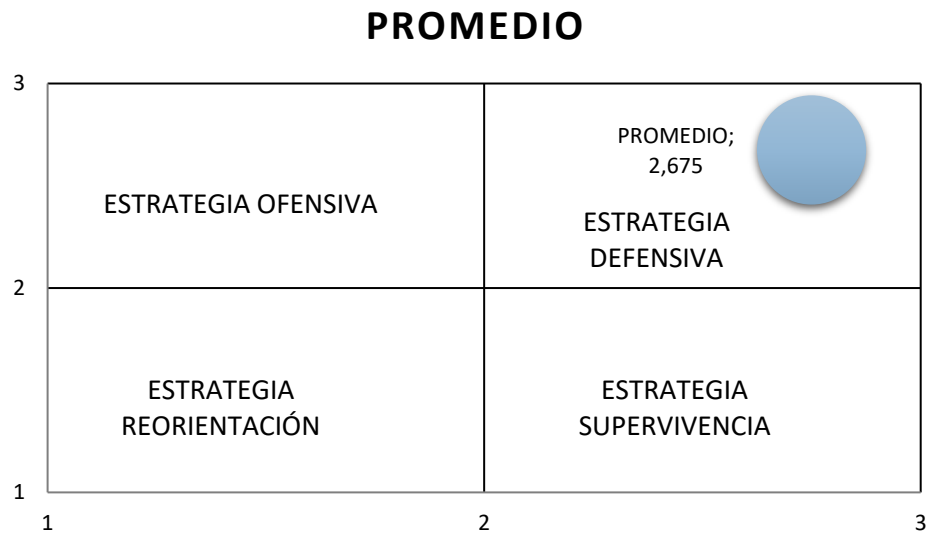 PROMEDIO
3
PROMEDIO;
2,675
ESTRATEGIA OFENSIVA
ESTRATEGIA
DEFENSIVA
2
ESTRATEGIA
REORIENTACIÓN
ESTRATEGIA
SUPERVIVENCIA
1
1
2
3